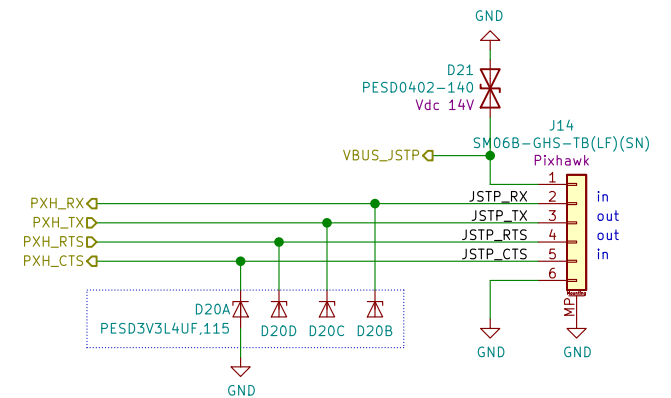 GND
D21
PESD0402-140
Vdc 14V
J14
SM06B-GHS-TB(LF)(SN)
Pixhawk
VBUS_JSTP
1
PXH_RX
JSTP_RX
2
in
PXH_TX
JSTP_TX
3
out
PXH_RTS
JSTP_RTS
4
out
PXH_CTS
JSTP_CTS
5
in
6
MP
D20A
PESD3V3L4UF,115
D20D
D20C
D20B
GND
GND
GND